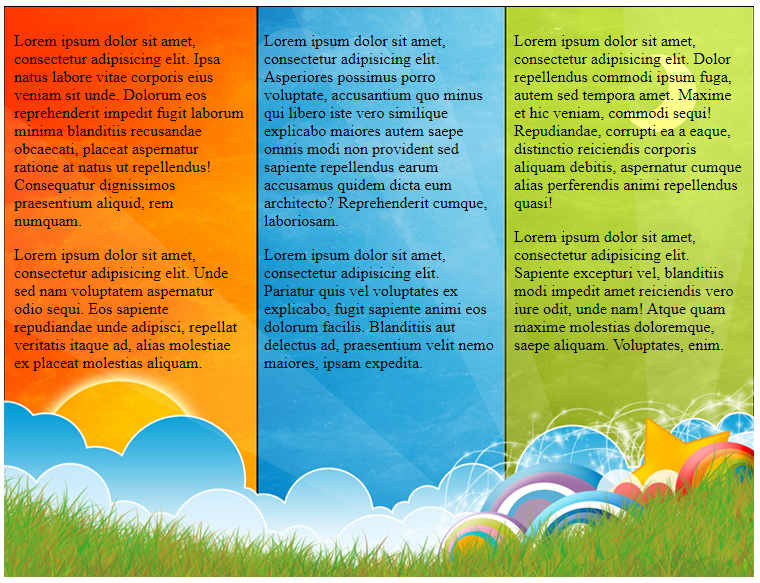 Lorem ipsum dolor sit amet,
consectetur adipisicing elit. Ipsa
natus labore vitae corporis eius
veniam sit unde. Dolorum eos
reprehenderit impedit fugit laborum
minima blanditiis recusandae
obcaecati, placeat aspernatur
ratione at natus ut repellendus!
Consequatur dignissimos
praesentium aliquid, rem
numquam.
Lorem ipsum dolor sit amet,
consectetur adipisicing elit. Unde
sed nam voluptatem aspernatur
odio sequi. Eos sapiente
repudiandae unde adipisci, repellat
veritatis itaque ad, alias molestiae
ex placeat molestias aliquam.
Lorem ipsum dolor sit amet,
consectetur adipisicing elit.
Asperiores possimus porro
voluptate, accusantium quo minus
qui libero iste vero similique
explicabo maiores autem saepe
omnis modi non provident sed
sapiente repellendus earum
accusamus quidem dicta eum
architecto? Reprehenderit cumque,
laboriosam.
Lorem ipsum dolor sit amet,
consectetur adipisicing elit.
Pariatur quis vel voluptates ex
explicabo, fugit sapiente animi eos
dolorum facilis. Blanditiis aut
delectus ad, praesentium velit nemo
maiores, ipsam expedita.
Lorem ipsum dolor sit amet,
consectetur adipisicing elit. Dolor
repellendus commodi ipsum fuga,
autem sed tempora amet. Maxime
et hic veniam, commodi sequi!
Repudiandae, corrupti ea a eaque,
distinctio reiciendis corporis
aliquam debitis, aspernatur cumque
alias perferendis animi repellendus
quasi!
Lorem ipsum dolor sit amet,
consectetur adipisicing elit.
Sapiente excepturi vel, blanditiis
modi impedit amet reiciendis vero
iure odit, unde nam! Atque quam
maxime molestias doloremque,
saepe aliquam. Voluptates, enim.